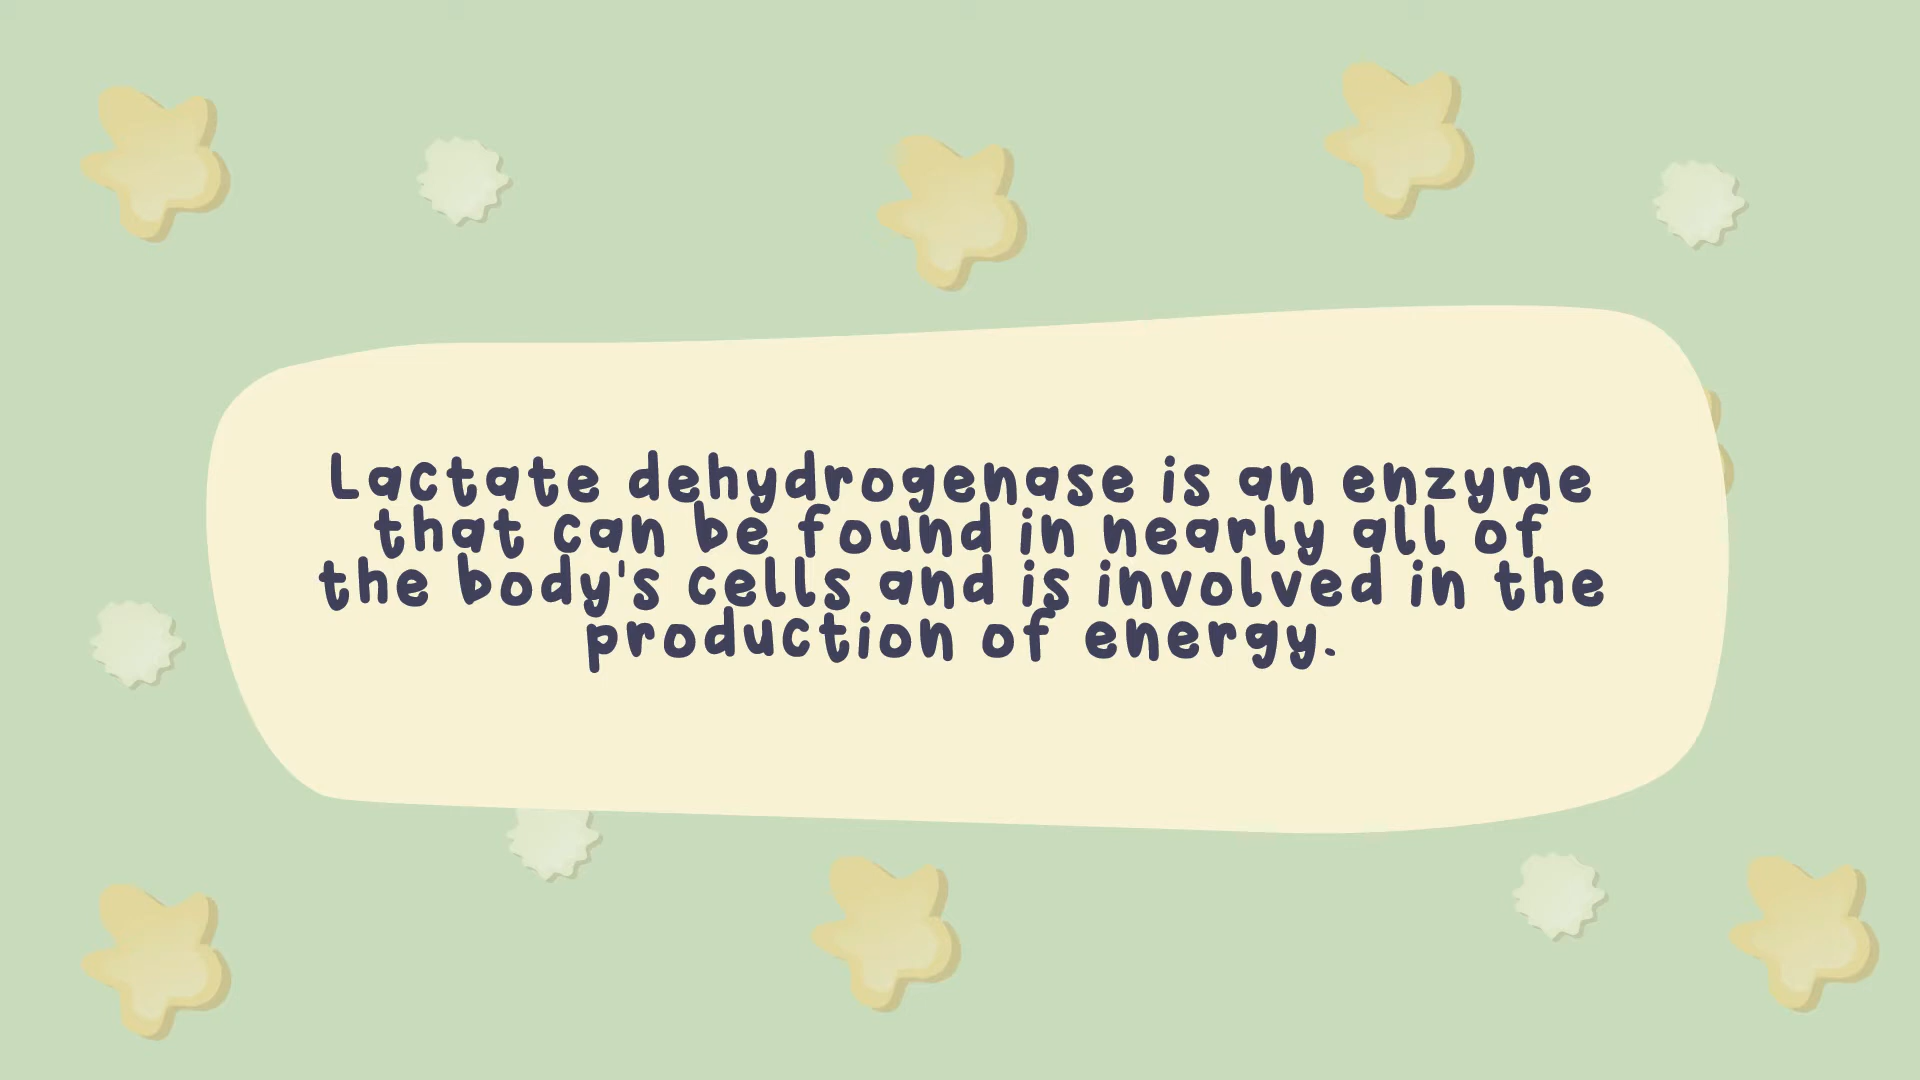 Lactate dehydrogenase is an enzyme
that can be found in nearly all of
the body's cells and is involved in the
production of energy.